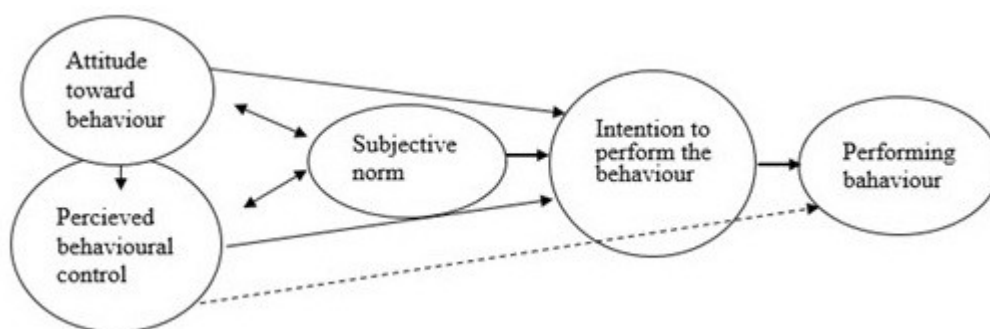 Attitude
toward
behaviour
Percieved
behavioural
control
Subjective
norm
Intention to
perform the
behaviour
Performing
bahaviour